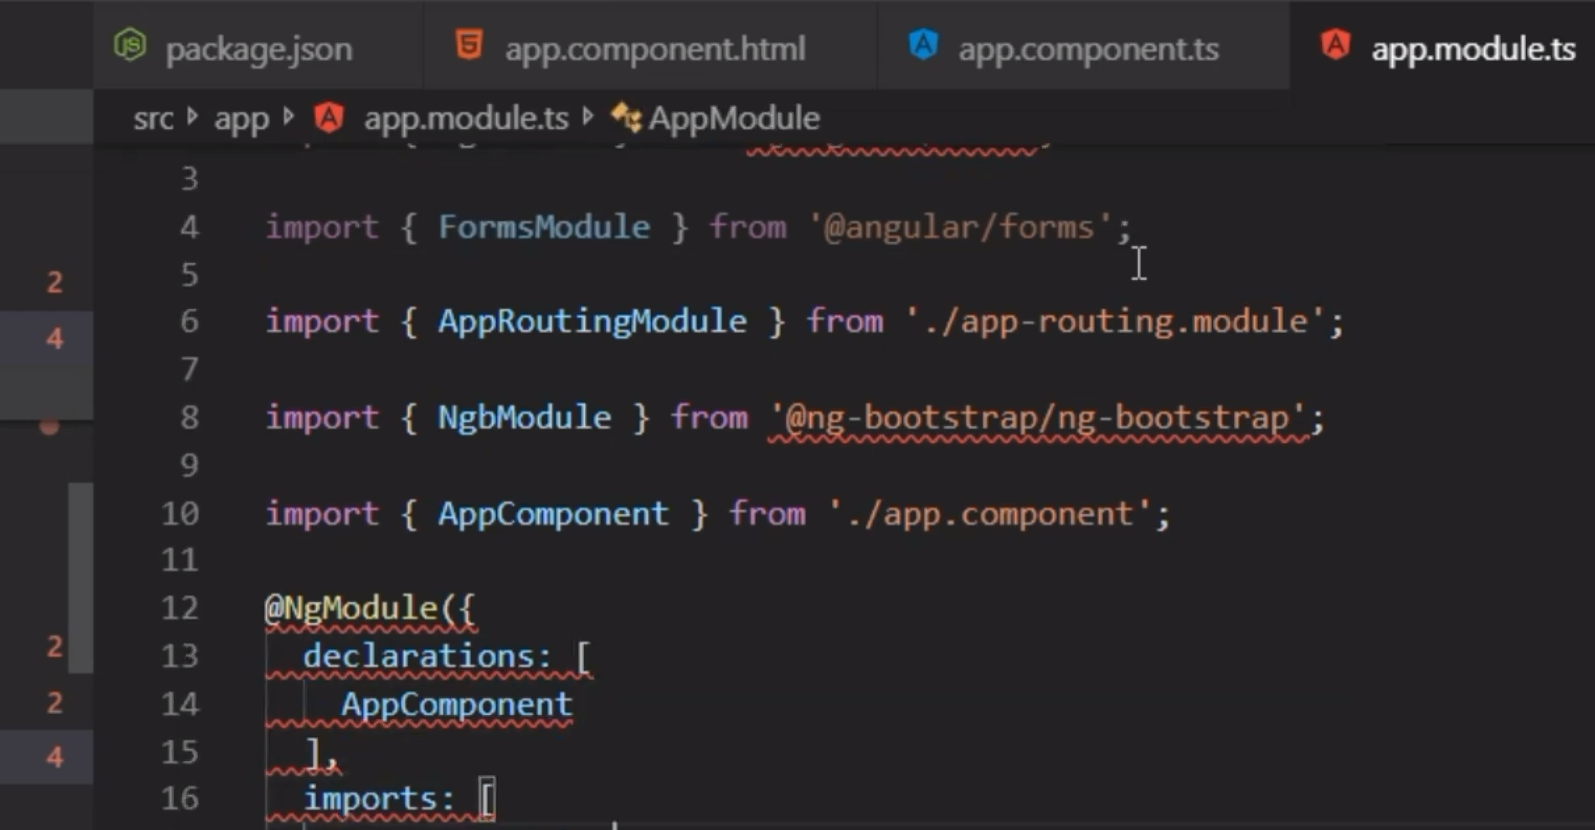 package.json app.component.html app.component.ts app.module.ts
src app app.module.ts AppModule
3
4 import { FormsModule } from '@angular/forms';
5
2
6 import { AppRoutingModule } from './app-routing.module';
4
7
8 import { NgbModule } from '@ng-bootstrap/ng-bootstrap';
9
10 import { AppComponent } from './app.component';
11
12 @NgModule({
2
13 declarations: [
2
14 AppComponent
4
15 ],
16 imports: [